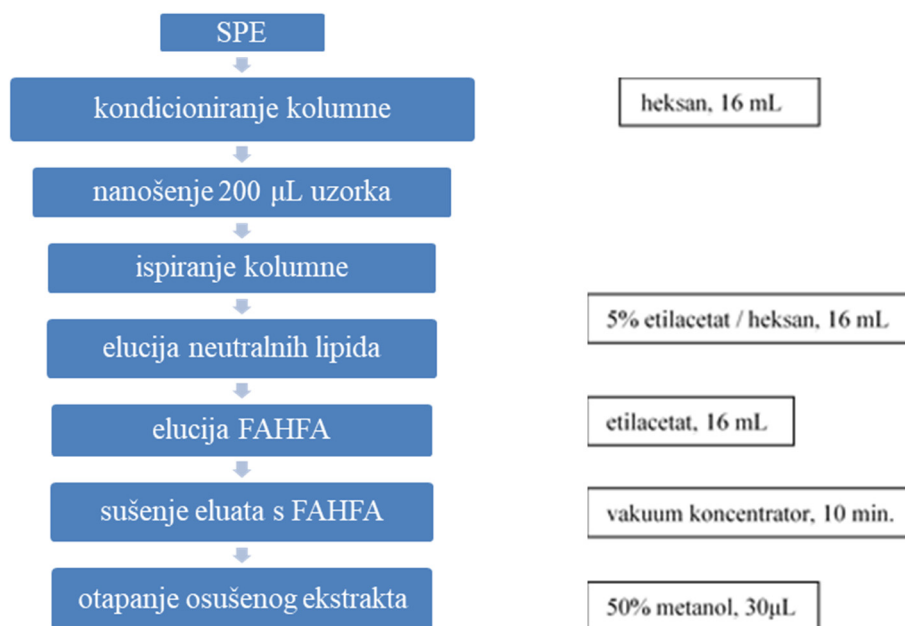 SPE
kondicioniranje kolumne
heksan, 16 mL
nanošenje 200 µL uzorka
ispiranje kolumne
5% etilacetat / heksan, 16 mL
elucija neutralnih lipida
elucija FAHFA
etilacetat, 16 mL
sušenje eluata s FAHFA
vakuum koncentrator, 10 min.
otapanje osušenog ekstrakta
50% metanol, 30µL